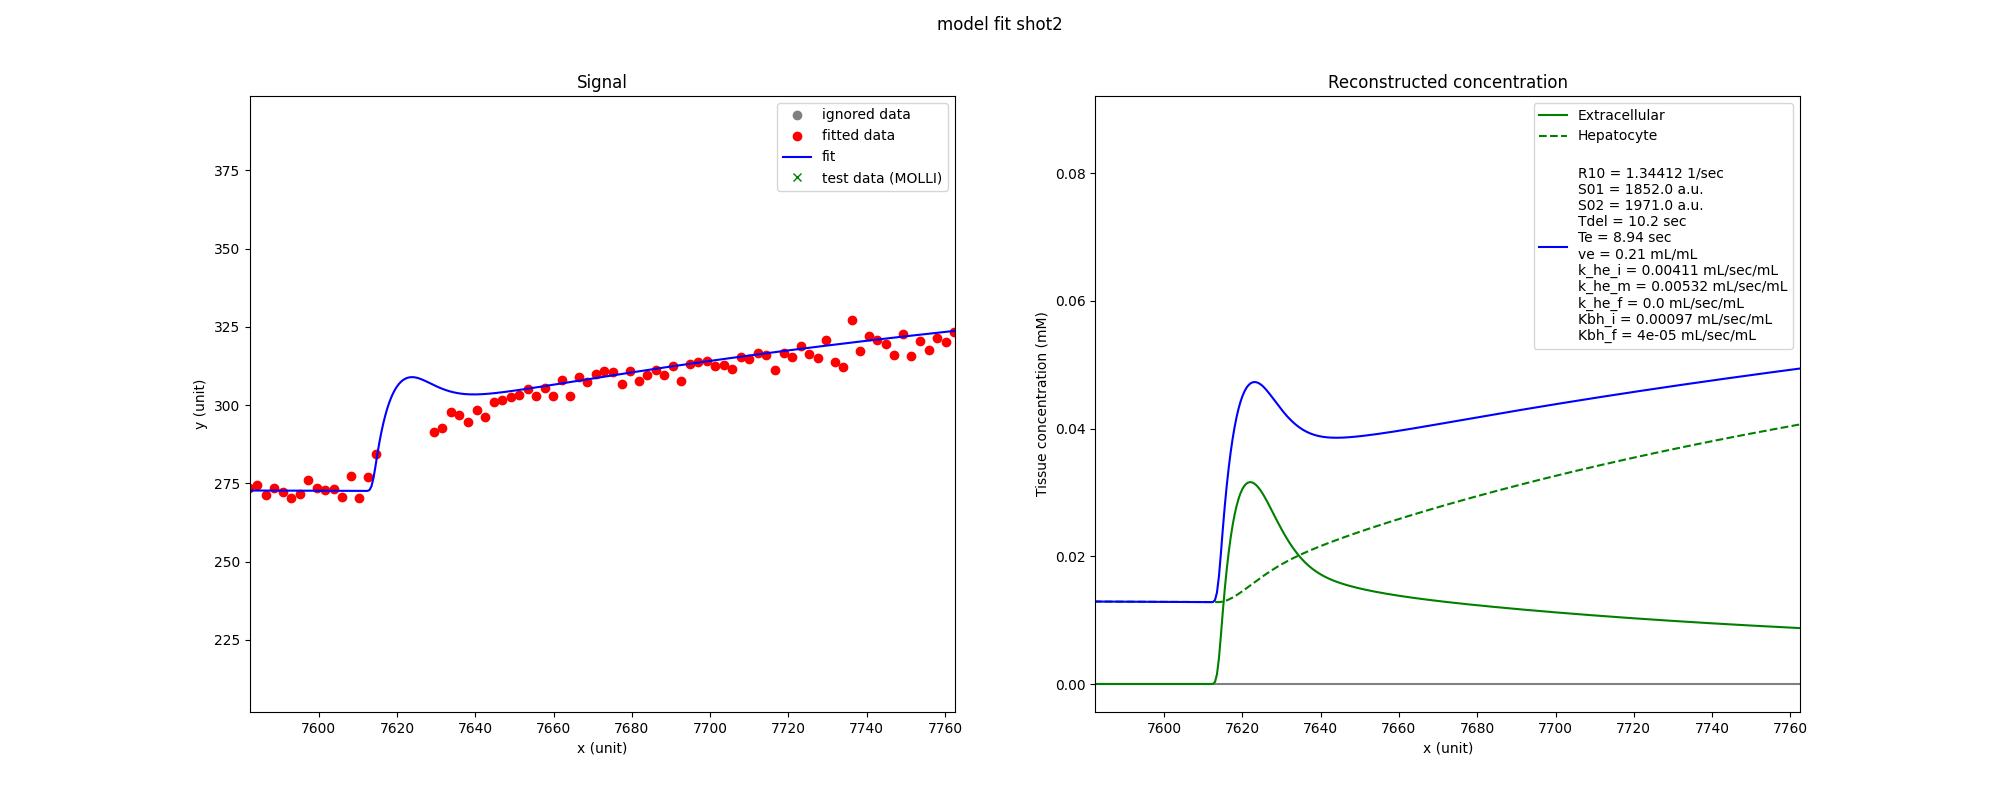 model fit shot2
Signal
ignored data
fitted data
fit
test data (MOLLI)
375
350
325
300
275
250
225
y (unit)
7600 7620 7640 7660 7680 7700 7720 7740 7760
x (unit)
Reconstructed concentration
Extracellular
Hepatocyte
R10 = 1.34412 1/sec
S01 = 1852.0 a.u.
S02 = 1971.0 a.u.
Tdel = 10.2 sec
Te = 8.94 sec
ve = 0.21 mL/mL
k_he_i = 0.00411 mL/sec/mL
k_he_m = 0.00532 mL/sec/mL
k_he_f = 0.0 mL/sec/mL
Kbh_i = 0.00097 mL/sec/mL
Kbh_f = 4e-05 mL/sec/mL
0.08
0.06
0.04
0.02
0.00
Tissue concentration (mM)
7600 7620 7640 7660 7680 7700 7720 7740 7760
x (unit)